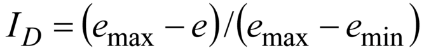 I_D = (e_max − e)/(e_max − e_min)